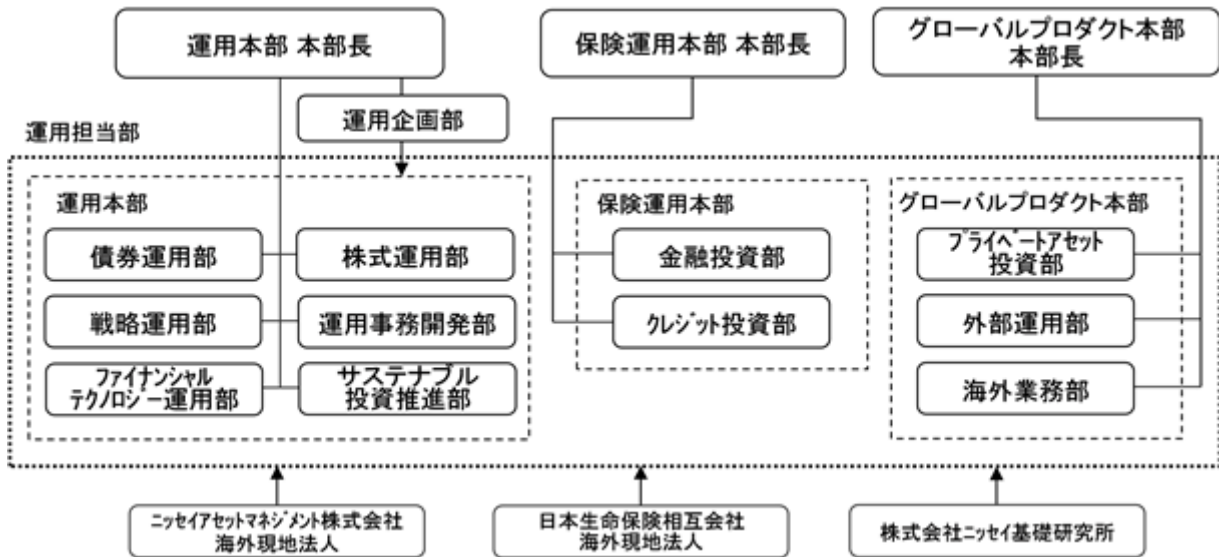 運用本部 本部長
保険運用本部 本部長
グローバルプロダクト本部
本部長
運用企画部
運用担当部
運用本部
保険運用本部
グローバルプロダクト本部
債券運用部
株式運用部
金融投資部
プライベートアセット
投資部
戦略運用部
運用事務開発部
クレジット投資部
外部運用部
ファイナンシャル
テクノロジー運用部
サステナブル
投資推進部
海外業務部
ニッセイアセットマネジメント株式会社
海外現地法人
日本生命保険相互会社
海外現地法人
株式会社ニッセイ基礎研究所